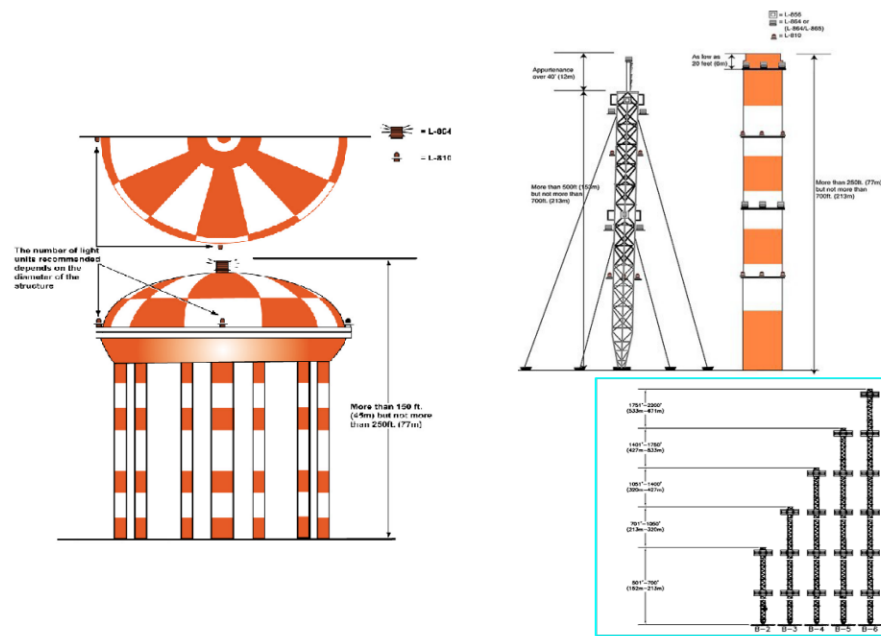 = L-864
= L-810
The number of light
units recommended
depends on the
diameter of the
structure
More than 150 ft.
(45m) but not more
than 250ft. (77m)
= L-856
= L-864 or
(L-864/L-865)
= L-810
Appurtenance
over 40' (12m)
More than 500ft (153m)
but not more than
700ft. (213m)
As low as
20 feet (6m)
More than 250ft. (77m)
but not more than
700ft. (213m)
1751'-2200'
(533m-671m)
1401'-1750'
(427m-533m)
1051'-1400'
(320m-427m)
701'-1050'
(213m-320m)
501'-700'
(152m-213m)
B-2 B-3 B-4 B-5 B-6